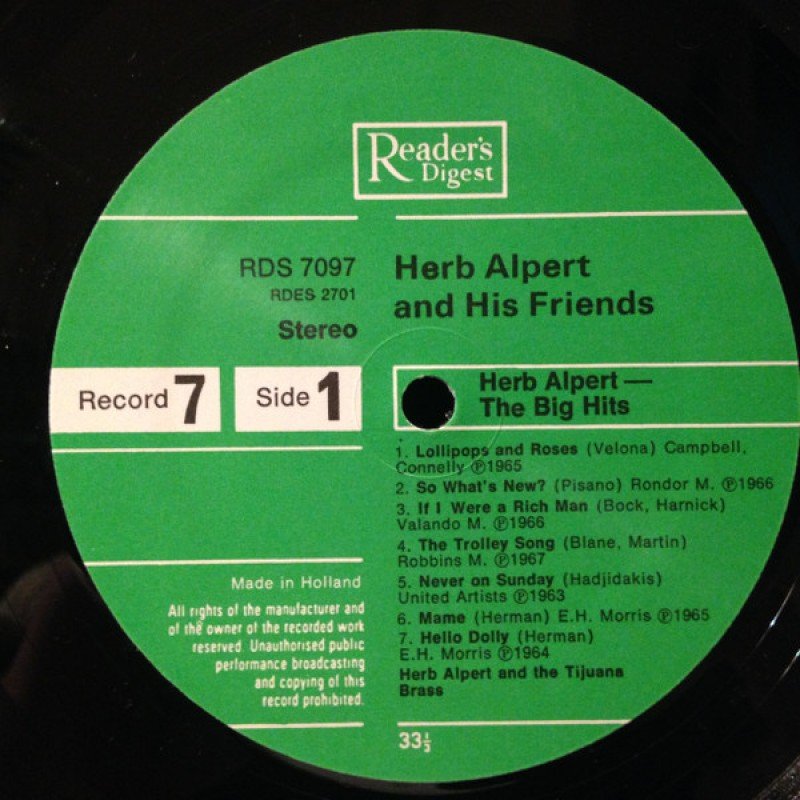 Reader's
Digest
RDS 7097
RDES 2701
Stereo
Herb Alpert
and His Friends
Record 7
Side 1
Herb Alpert —
The Big Hits
1. Lollipops and Roses (Velona) Campbell,
Connelly ℗1965
2. So What's New? (Pisano) Rondor M. ℗1966
3. If I Were a Rich Man (Bock, Harnick)
Valando M. ℗1966
4. The Trolley Song (Blane, Martin)
Robbins M. ℗1967
5. Never on Sunday (Hadjidakis)
United Artists ℗1963
6. Mame (Herman) E.H. Morris ℗1965
7. Hello Dolly (Herman)
E.H. Morris ℗1964
Herb Alpert and the Tijuana
Brass
Made in Holland
All rights of the manufacturer and
of the owner of the recorded work
reserved. Unauthorised public
performance broadcasting
and copying of this
record prohibited.
33⅓